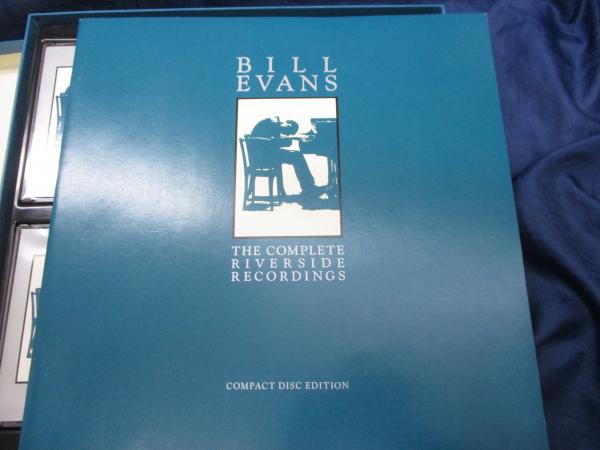 BILL
EVANS
THE COMPLETE
RIVERSIDE
RECORDINGS
COMPACT DISC EDITION